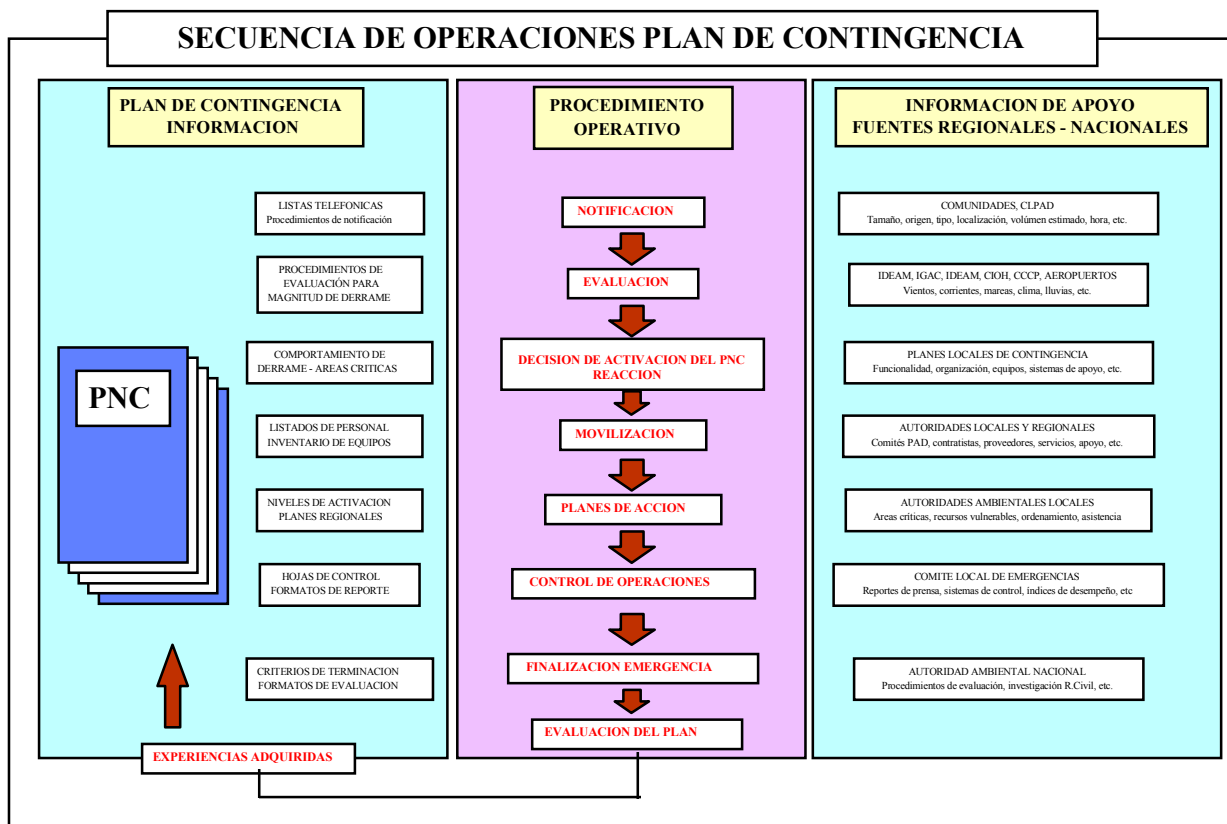 SECUENCIA DE OPERACIONES PLAN DE CONTINGENCIA
PLAN DE CONTINGENCIA
INFORMACION
LISTAS TELEFONICAS
Procedimientos de notificación
PROCEDIMIENTOS DE
EVALUACIÓN PARA
MAGNITUD DE DERRAME
COMPORTAMIENTO DE
DERRAME - AREAS CRITICAS
PNC
LISTADOS DE PERSONAL
INVENTARIO DE EQUIPOS
NIVELES DE ACTIVACION
PLANES REGIONALES
HOJAS DE CONTROL
FORMATOS DE REPORTE
CRITERIOS DE TERMINACION
FORMATOS DE EVALUACION
EXPERIENCIAS ADQUIRIDAS
PROCEDIMIENTO
OPERATIVO
NOTIFICACION
EVALUACION
DECISION DE ACTIVACION DEL PNC
REACCION
MOVILIZACION
PLANES DE ACCION
CONTROL DE OPERACIONES
FINALIZACION EMERGENCIA
EVALUACION DEL PLAN
INFORMACION DE APOYO
FUENTES REGIONALES - NACIONALES
COMUNIDADES, CLPAD
Tamaño, origen, tipo, localización, volúmen estimado, hora, etc.
IDEAM, IGAC, IDEAM, CIOH, CCCP, AEROPUERTOS
Vientos, corrientes, mareas, clima, lluvias, etc.
PLANES LOCALES DE CONTINGENCIA
Funcionalidad, organización, equipos, sistemas de apoyo, etc.
AUTORIDADES LOCALES Y REGIONALES
Comités PAD, contratistas, proveedores, servicios, apoyo, etc.
AUTORIDADES AMBIENTALES LOCALES
Areas críticas, recursos vulnerables, ordenamiento, asistencia
COMITE LOCAL DE EMERGENCIAS
Reportes de prensa, sistemas de control, índices de desempeño, etc
AUTORIDAD AMBIENTAL NACIONAL
Procedimientos de evaluación, investigación R.Civil, etc.